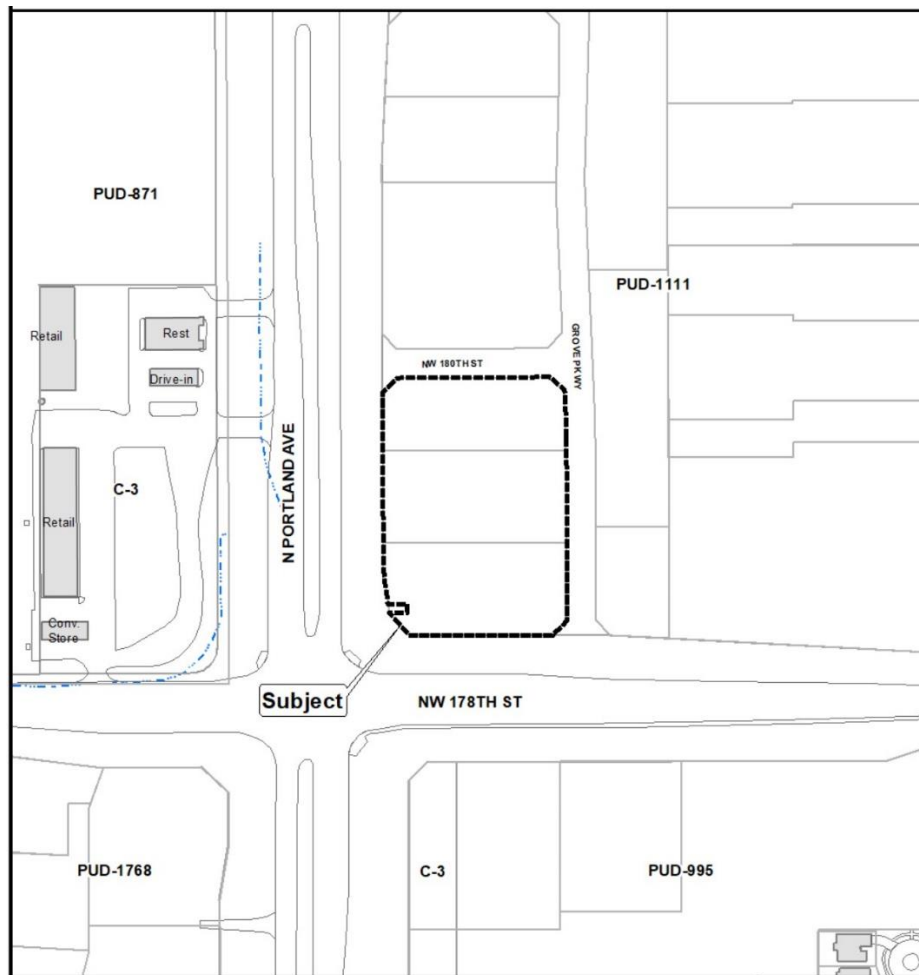 PUD-871
PUD-1111
Retail
Rest
Drive-in
NW 180TH ST
GROVE PKWY
N PORTLAND AVE
C-3
Retail
Conv.
Store
Subject
NW 178TH ST
PUD-1768
C-3
PUD-995